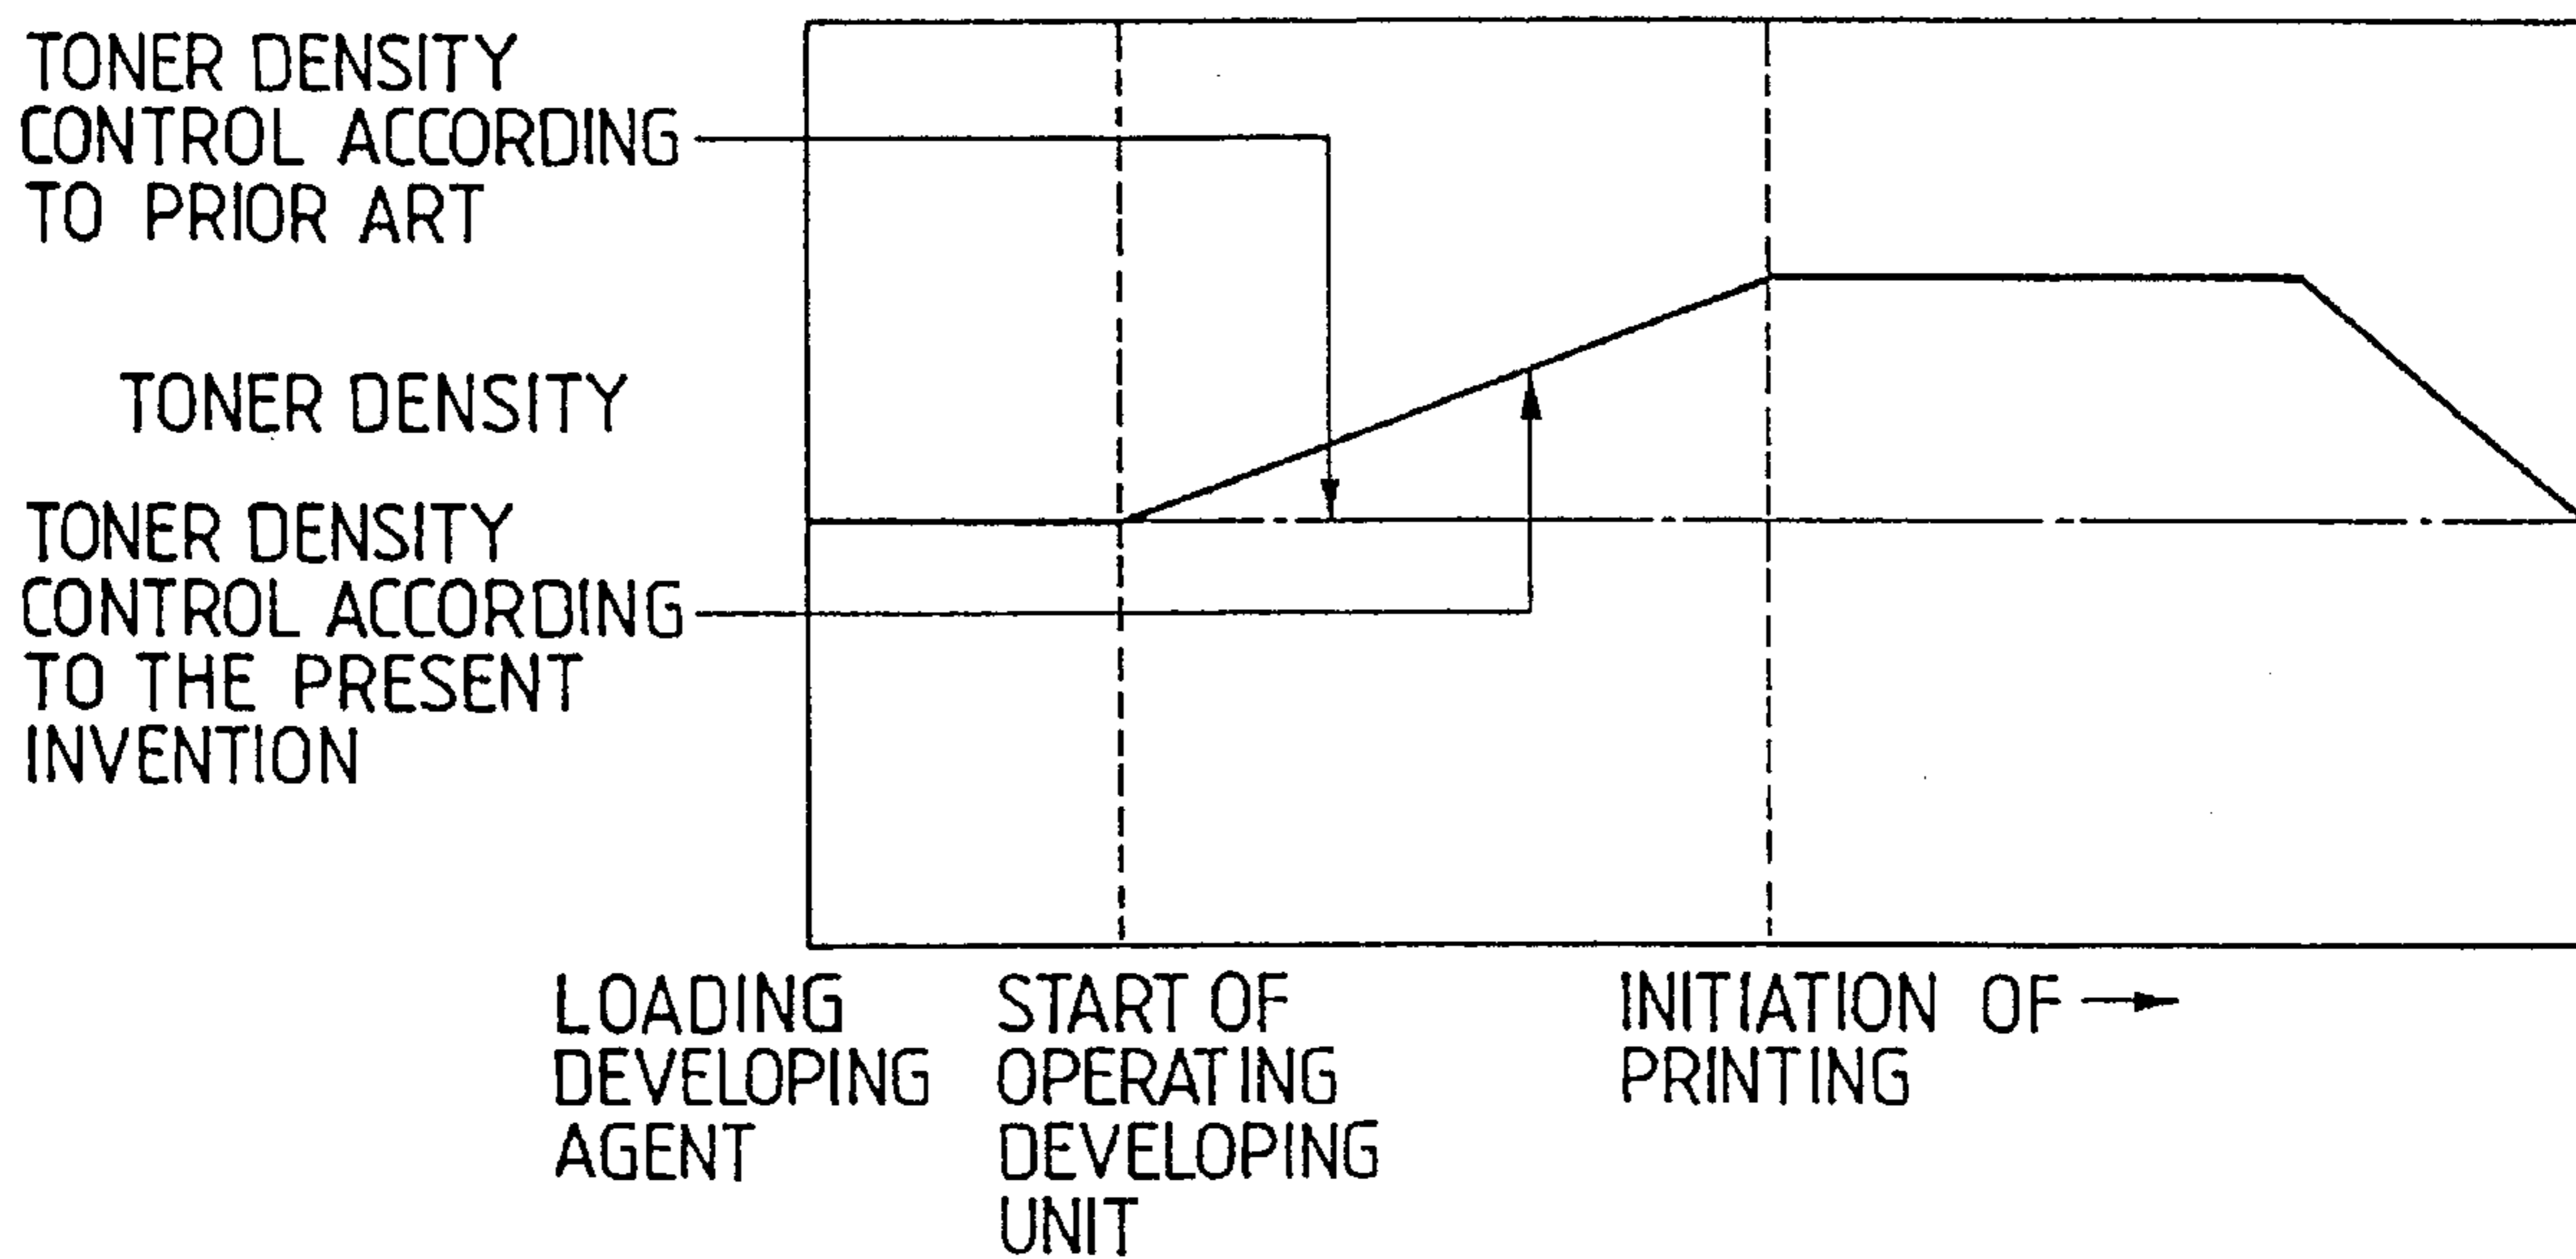 TONER DENSITY
CONTROL ACCORDING
TO PRIOR ART
TONER DENSITY
TONER DENSITY
CONTROL ACCORDING
TO THE PRESENT
INVENTION
LOADING
DEVELOPING
AGENT
START OF
OPERATING
DEVELOPING
UNIT
INITIATION OF
PRINTING